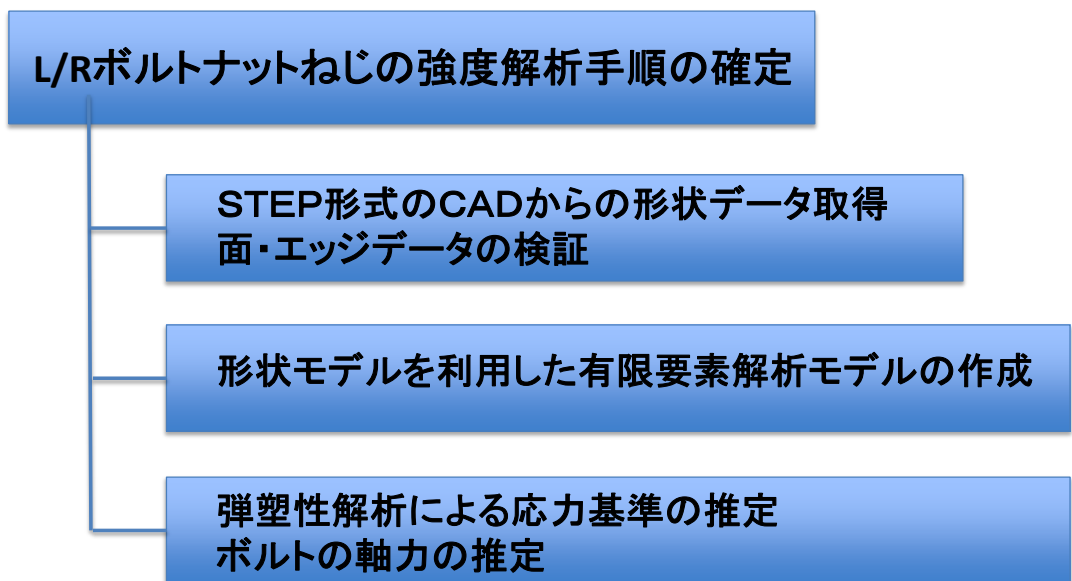 L/Rボルトナットねじの強度解析手順の確定
ＳＴＥＰ形式のＣＡＤからの形状データ取得
面・エッジデータの検証
形状モデルを利用した有限要素解析モデルの作成
弾塑性解析による応力基準の推定
ボルトの軸力の推定